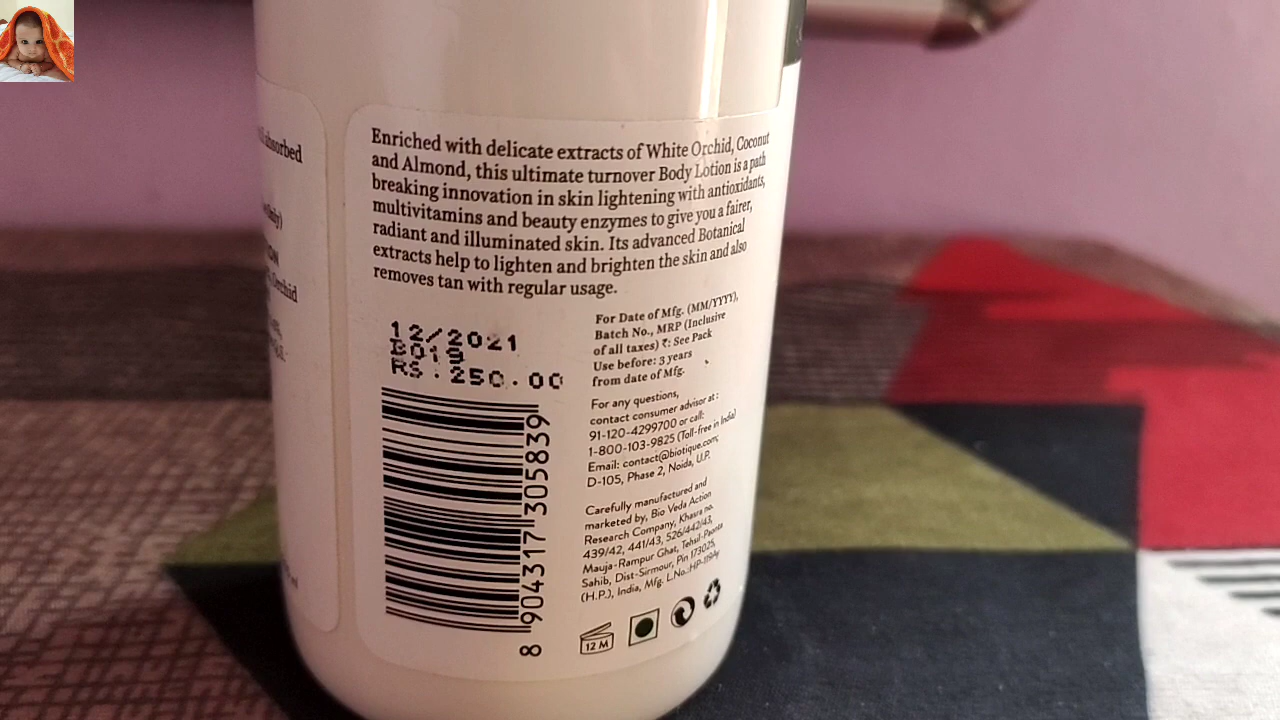 absorbed
Enriched with delicate extracts of White Orchid, Coconut
and Almond, this ultimate turnover Body Lotion is a path
breaking innovation in skin lightening with antioxidants,
multivitamins and beauty enzymes to give you a fairer,
radiant and illuminated skin. Its advanced Botanical
extracts help to lighten and brighten the skin and also
removes tan with regular usage.
12/2021
B019
RS. 250.00
8 904317 305839
For Date of Mfg. (MM/YYYY),
Batch No., MRP (Inclusive
of all taxes) ₹: See Pack
Use before: 3 years
from date of Mfg.
For any questions,
contact consumer advisor at:
91-120-4299700 or call:
1-800-103-9825 (Toll-free in India)
Email: contact@biotique.com;
D-105, Phase 2, Noida, U.P.
Carefully manufactured and
marketed by, Bio Veda Action
Research Company, Khasra no.
439/42, 441/43, 526/442/43,
Mauja-Rampur Ghat, Tehsil-Paonta
Sahib, Dist-Sirmour, Pin 173025,
(H.P.), India, Mfg. L.No.:
12 M